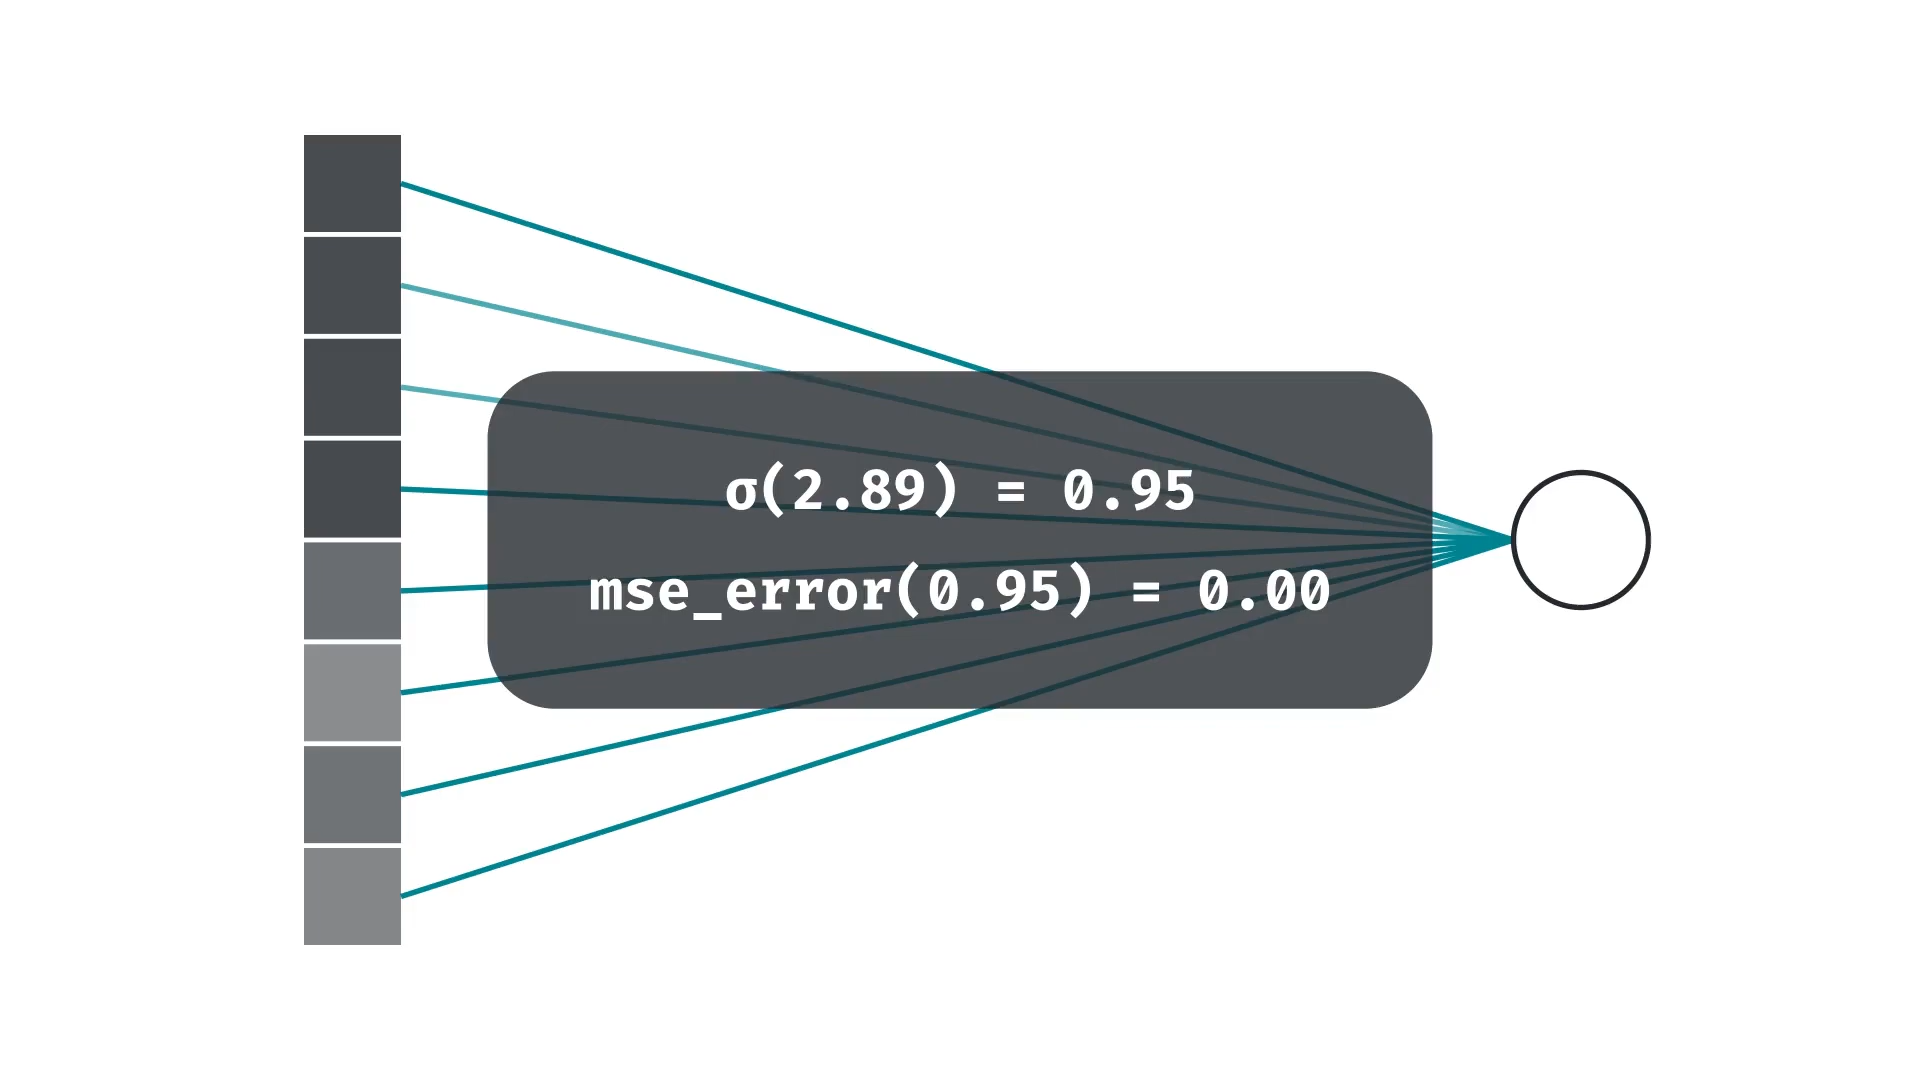 σ(2.89) = 0.95
mse_error(0.95) = 0.00